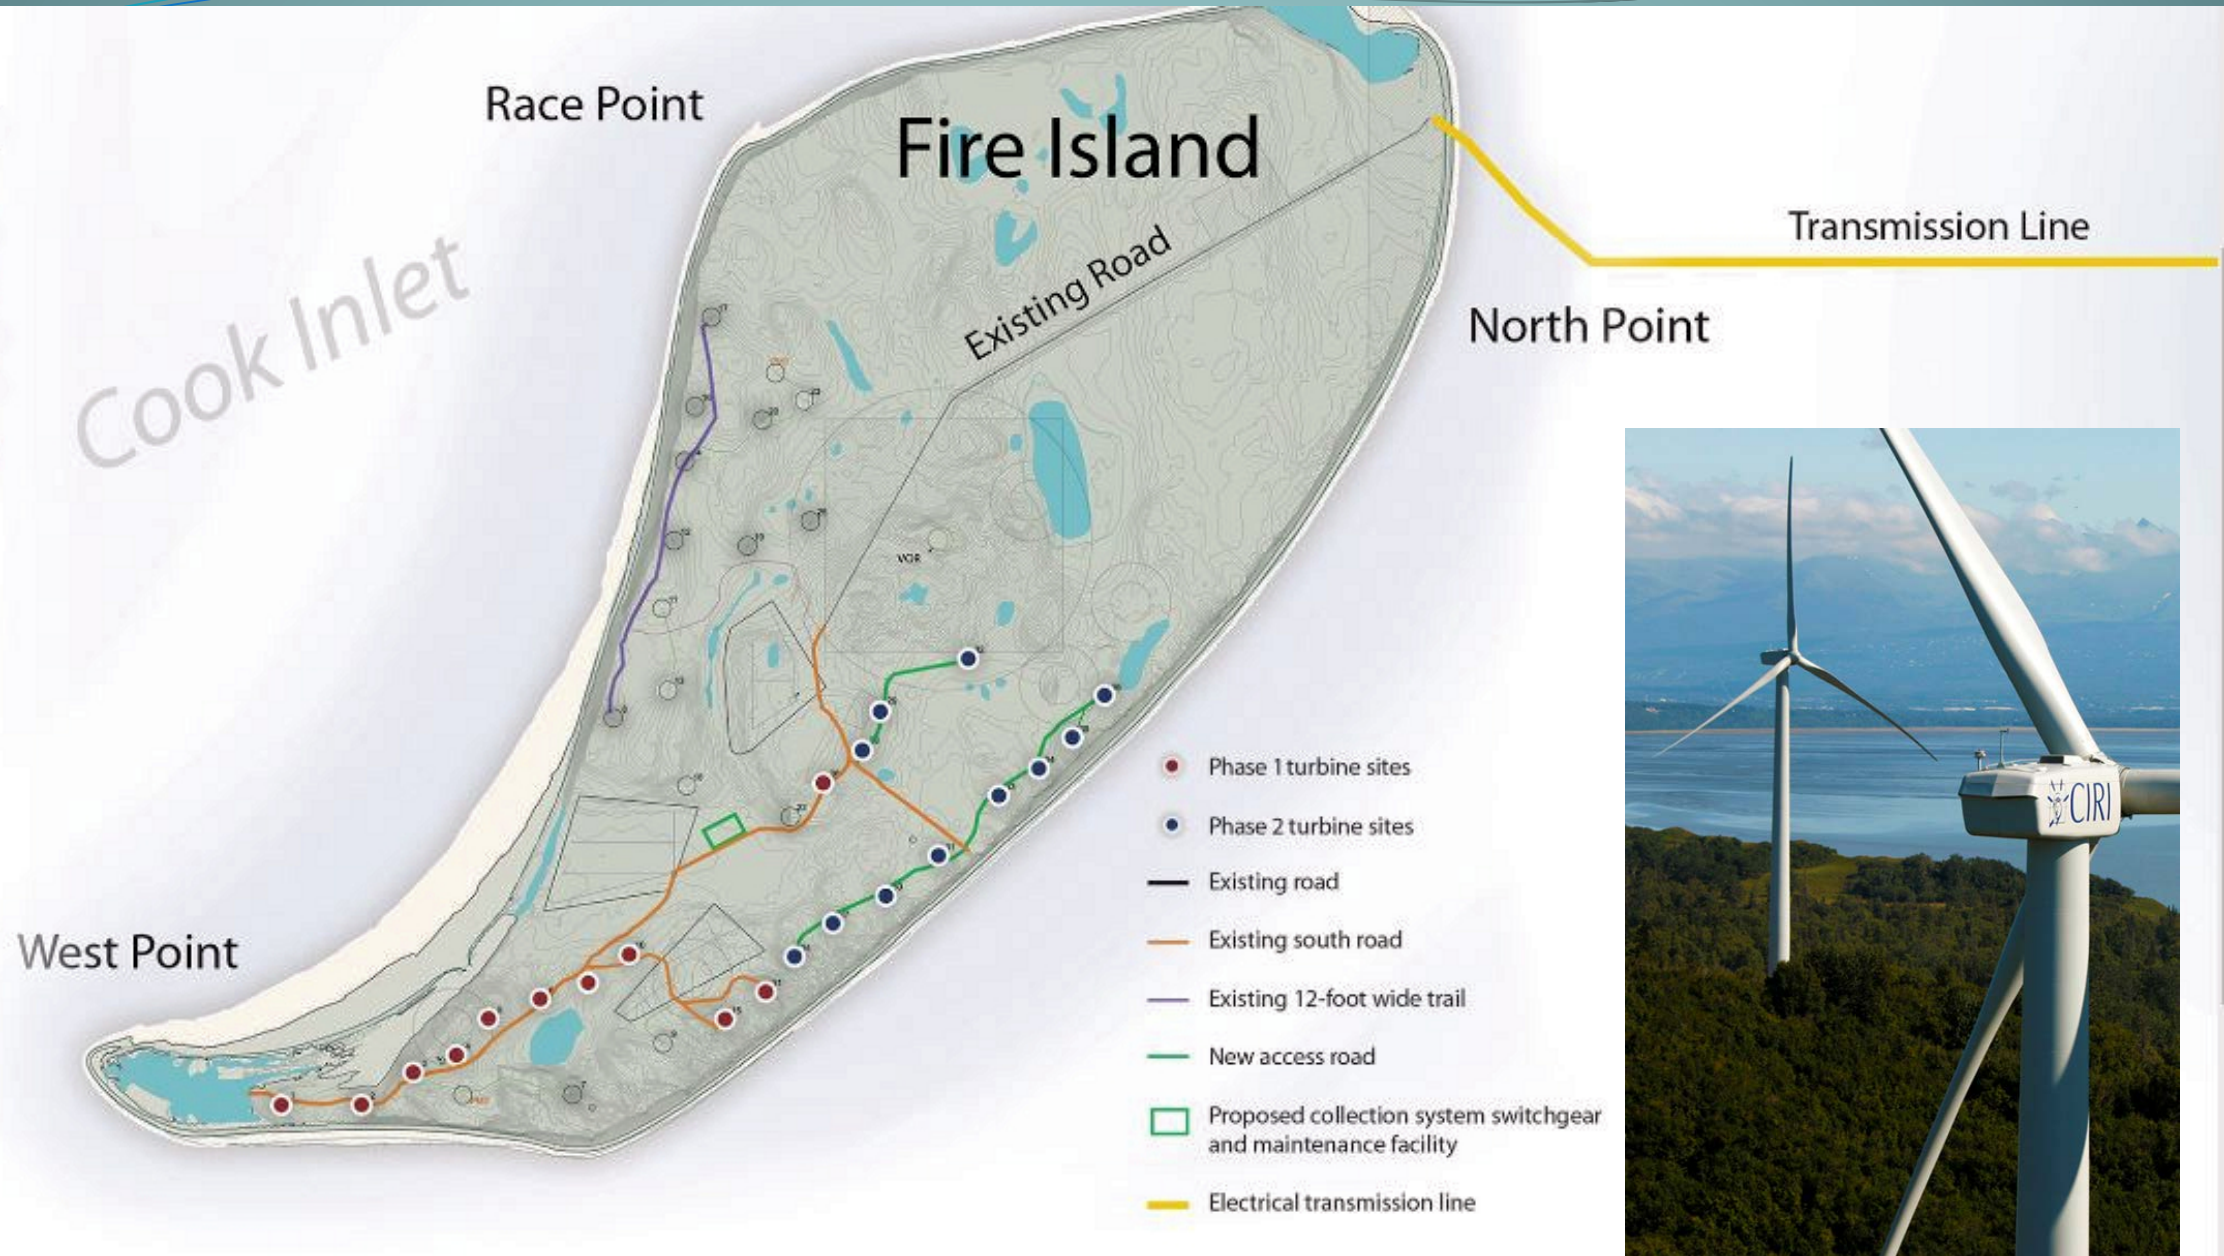 Race Point
Fire Island
Cook Inlet
Existing Road
Transmission Line
North Point
VOR
West Point
Phase 1 turbine sites
Phase 2 turbine sites
Existing road
Existing south road
Existing 12-foot wide trail
New access road
Proposed collection system switchgear
and maintenance facility
Electrical transmission line
CIRI